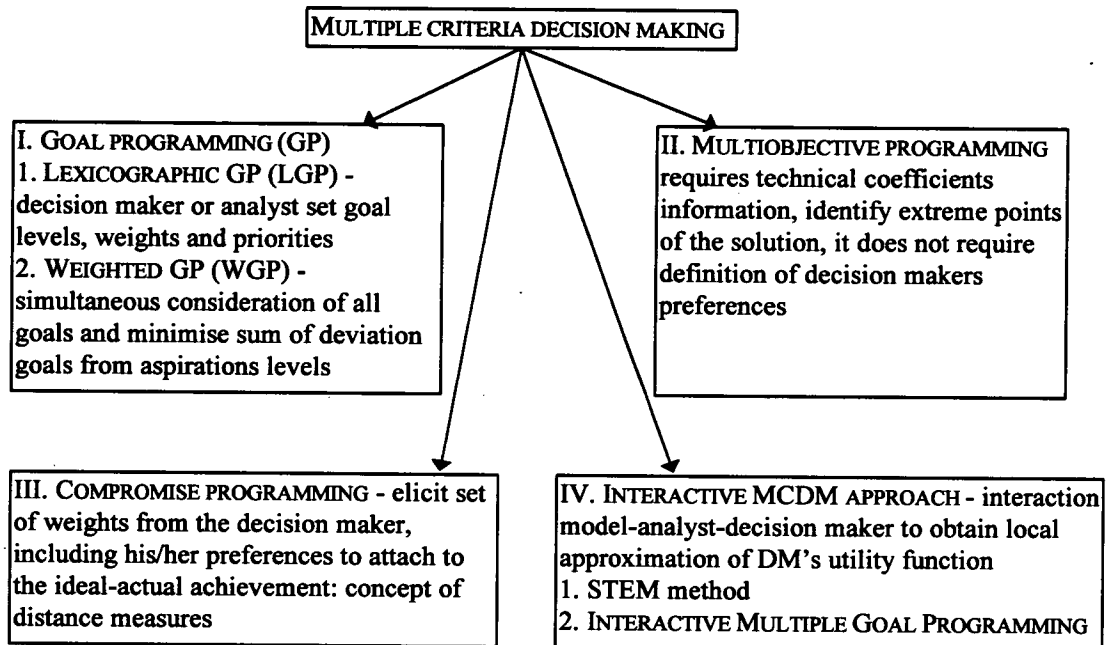 MULTIPLE CRITERIA DECISION MAKING
I. GOAL PROGRAMMING (GP)
1. LEXICOGRAPHIC GP (LGP) -
decision maker or analyst set goal
levels, weights and priorities
2. WEIGHTED GP (WGP) -
simultaneous consideration of all
goals and minimise sum of deviation
goals from aspirations levels
II. MULTIOBJECTIVE PROGRAMMING
requires technical coefficients
information, identify extreme points
of the solution, it does not require
definition of decision makers
preferences
III. COMPROMISE PROGRAMMING - elicit set
of weights from the decision maker,
including his/her preferences to attach to
the ideal-actual achievement: concept of
distance measures
IV. INTERACTIVE MCDM APPROACH - interaction
model-analyst-decision maker to obtain local
approximation of DM's utility function
1. STEM method
2. INTERACTIVE MULTIPLE GOAL PROGRAMMING